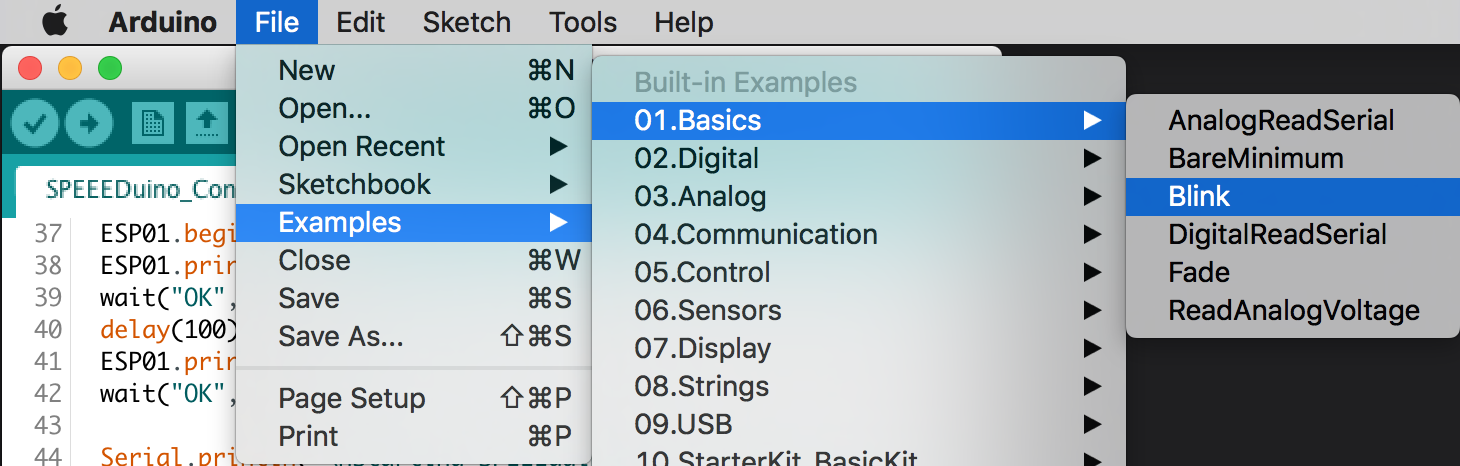 Arduino File Edit Sketch Tools Help
SPEEEDuino_Con
37 ESP01.begi
38 ESP01.prir
39 wait("OK",
40 delay(100)
41 ESP01.prir
42 wait("OK",
43
44
New ⌘N
Open... ⌘O
Open Recent ▶
Sketchbook ▶
Examples ▶
Close ⌘W
Save ⌘S
Save As... ⇧⌘S
Page Setup ⇧⌘P
Print ⌘P
Built-in Examples
01.Basics ▶
02.Digital ▶
03.Analog ▶
04.Communication ▶
05.Control ▶
06.Sensors ▶
07.Display ▶
08.Strings ▶
09.USB ▶
10.StarterKit_BasicKit
AnalogReadSerial
BareMinimum
Blink
DigitalReadSerial
Fade
ReadAnalogVoltage